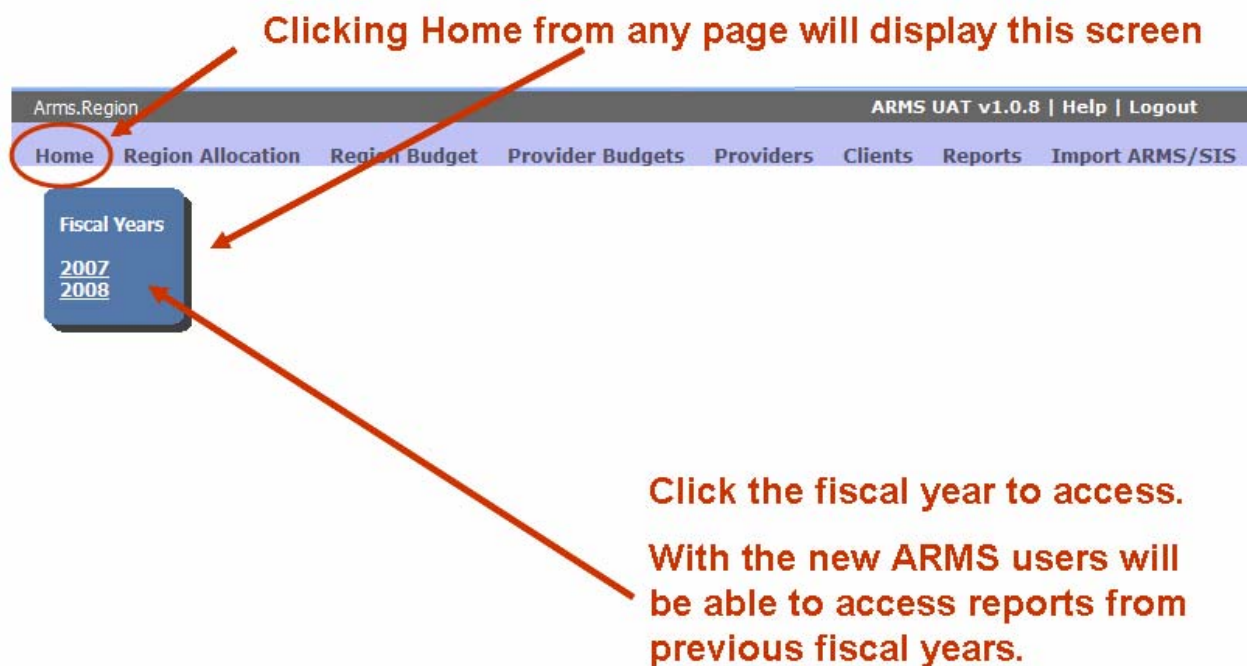 Clicking Home from any page will display this screen
Arms.Region ARMS UAT v1.0.8 | Help | Logout
Home Region Allocation Region Budget Provider Budgets Providers Clients Reports Import ARMS/SIS
Fiscal Years
2007
2008
Click the fiscal year to access.
With the new ARMS users will
be able to access reports from
previous fiscal years.